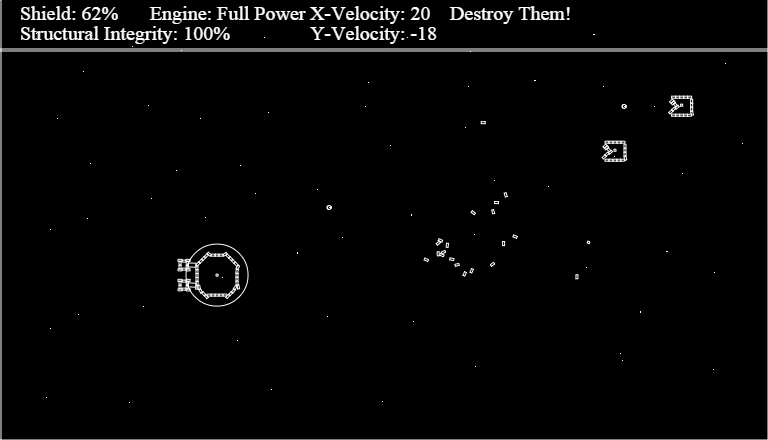 Shield: 62% Engine: Full Power X-Velocity: 20 Destroy Them!
Structural Integrity: 100% Y-Velocity: -18